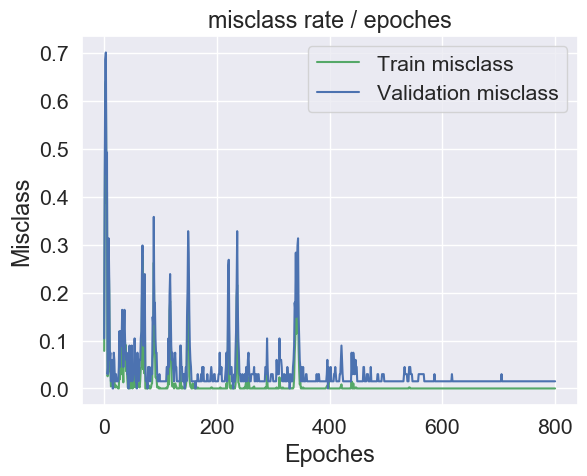 misclass rate / epoches
Train misclass
Validation misclass
0.7
0.6
0.5
0.4
0.3
0.2
0.1
0.0
Misclass
0 200 400 600 800
Epoches